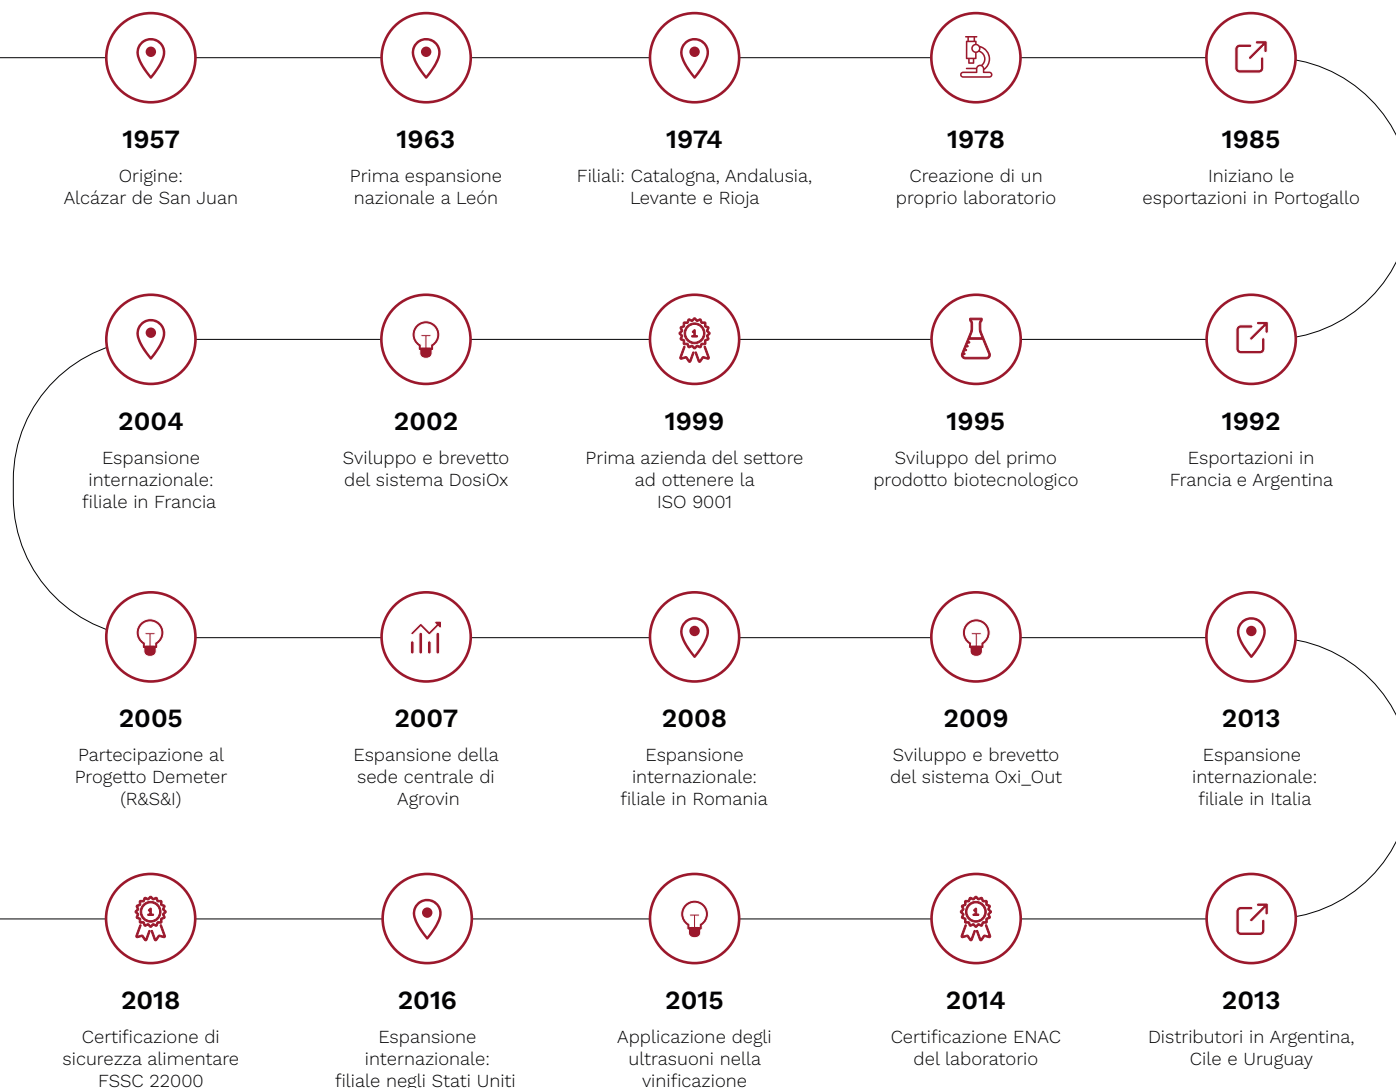 1957
Origine:
Alcázar de San Juan
1963
Prima espansione
nazionale a León
1974
Filiali: Catalogna, Andalusia,
Levante e Rioja
1978
Creazione di un
proprio laboratorio
1985
Iniziano le
esportazioni in Portogallo
2004
Espansione
internazionale:
filiale in Francia
2002
Sviluppo e brevetto
del sistema DosiOx
1
1999
Prima azienda del settore
ad ottenere la
ISO 9001
1995
Sviluppo del primo
prodotto biotecnologico
1992
Esportazioni in
Francia e Argentina
2005
Partecipazione al
Progetto Demeter
(R&S&I)
2007
Espansione della
sede centrale di
Agrovin
2008
Espansione
internazionale:
filiale in Romania
2009
Sviluppo e brevetto
del sistema Oxi_Out
2013
Espansione
internazionale:
filiale in Italia
1
2018
Certificazione di
sicurezza alimentare
FSSC 22000
2016
Espansione
internazionale:
filiale negli Stati Uniti
2015
Applicazione degli
ultrasuoni nella
vinificazione
1
2014
Certificazione ENAC
del laboratorio
2013
Distributori in Argentina,
Cile e Uruguay